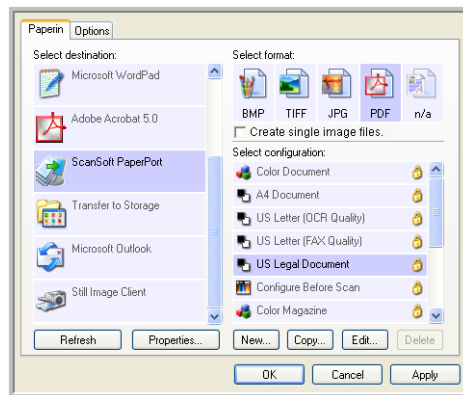 Paperin Options
Select destination:
Microsoft WordPad
Adobe Acrobat 5.0
ScanSoft PaperPort
Transfer to Storage
Microsoft Outlook
Still Image Client
Refresh Properties...
Select format:
BMP TIFF JPG PDF n/a
Create single image files.
Select configuration:
Color Document
A4 Document
US Letter (OCR Quality)
US Letter (FAX Quality)
US Legal Document
Configure Before Scan
Color Magazine
New... Copy... Edit... Delete
OK Cancel Apply